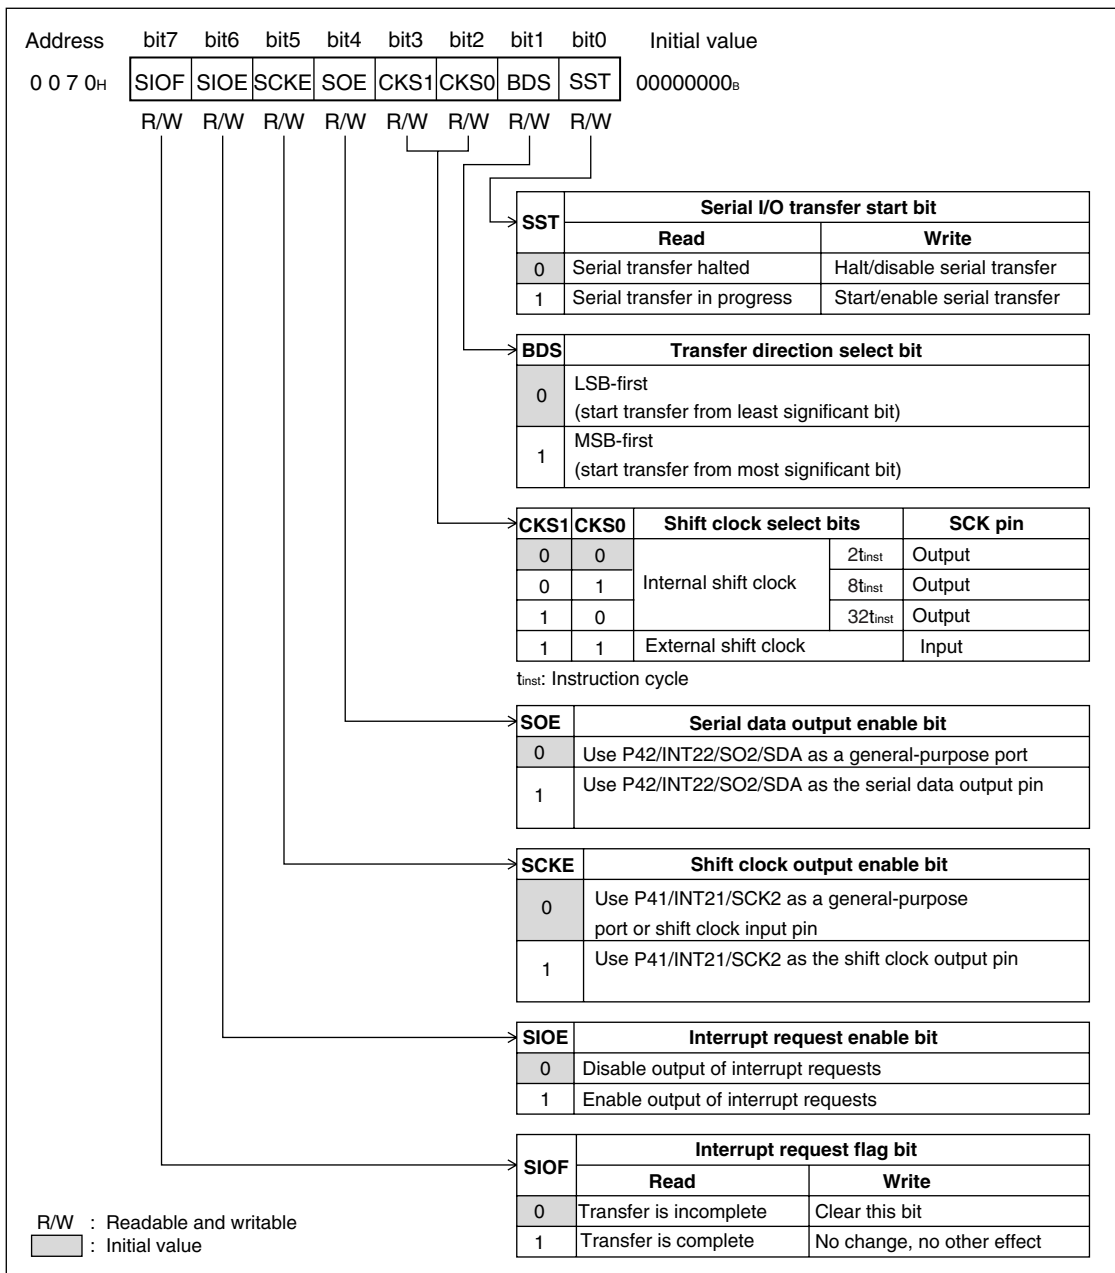 Address bit7 bit6 bit5 bit4 bit3 bit2 bit1 bit0 Initial value
0 0 7 0H SIOF SIOE SCKE SOE CKS1 CKS0 BDS SST 00000000B
R/W R/W R/W R/W R/W R/W R/W R/W
SST Serial I/O transfer start bit
Read Write
0 Serial transfer halted Halt/disable serial transfer
1 Serial transfer in progress Start/enable serial transfer
BDS Transfer direction select bit
0 LSB-first
(start transfer from least significant bit)
1 MSB-first
(start transfer from most significant bit)
CKS1 CKS0 Shift clock select bits SCK pin
0 0 Internal shift clock 2tinst Output
0 1 8tinst Output
1 0 32tinst Output
1 1 External shift clock Input
tinst: Instruction cycle
SOE Serial data output enable bit
0 Use P42/INT22/SO2/SDA as a general-purpose port
1 Use P42/INT22/SO2/SDA as the serial data output pin
SCKE Shift clock output enable bit
0 Use P41/INT21/SCK2 as a general-purpose
port or shift clock input pin
1 Use P41/INT21/SCK2 as the shift clock output pin
SIOE Interrupt request enable bit
0 Disable output of interrupt requests
1 Enable output of interrupt requests
SIOF Interrupt request flag bit
Read Write
0 Transfer is incomplete Clear this bit
1 Transfer is complete No change, no other effect
R/W : Readable and writable
: Initial value